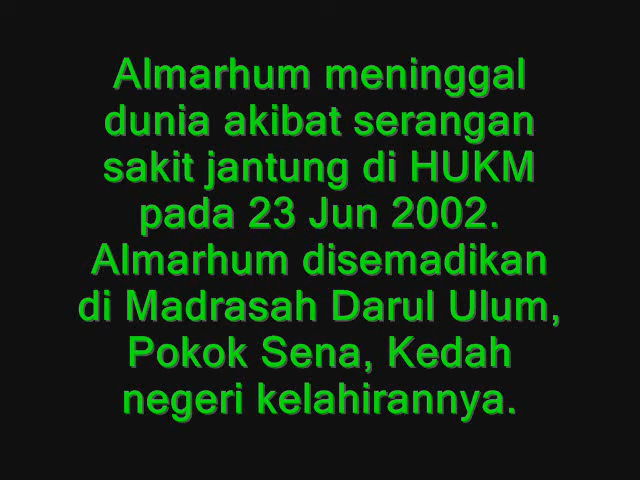 Almarhum meninggal
dunia akibat serangan
sakit jantung di HUKM
pada 23 Jun 2002.
Almarhum disemadikan
di Madrasah Darul Ulum,
Pokok Sena, Kedah
negeri kelahirannya.